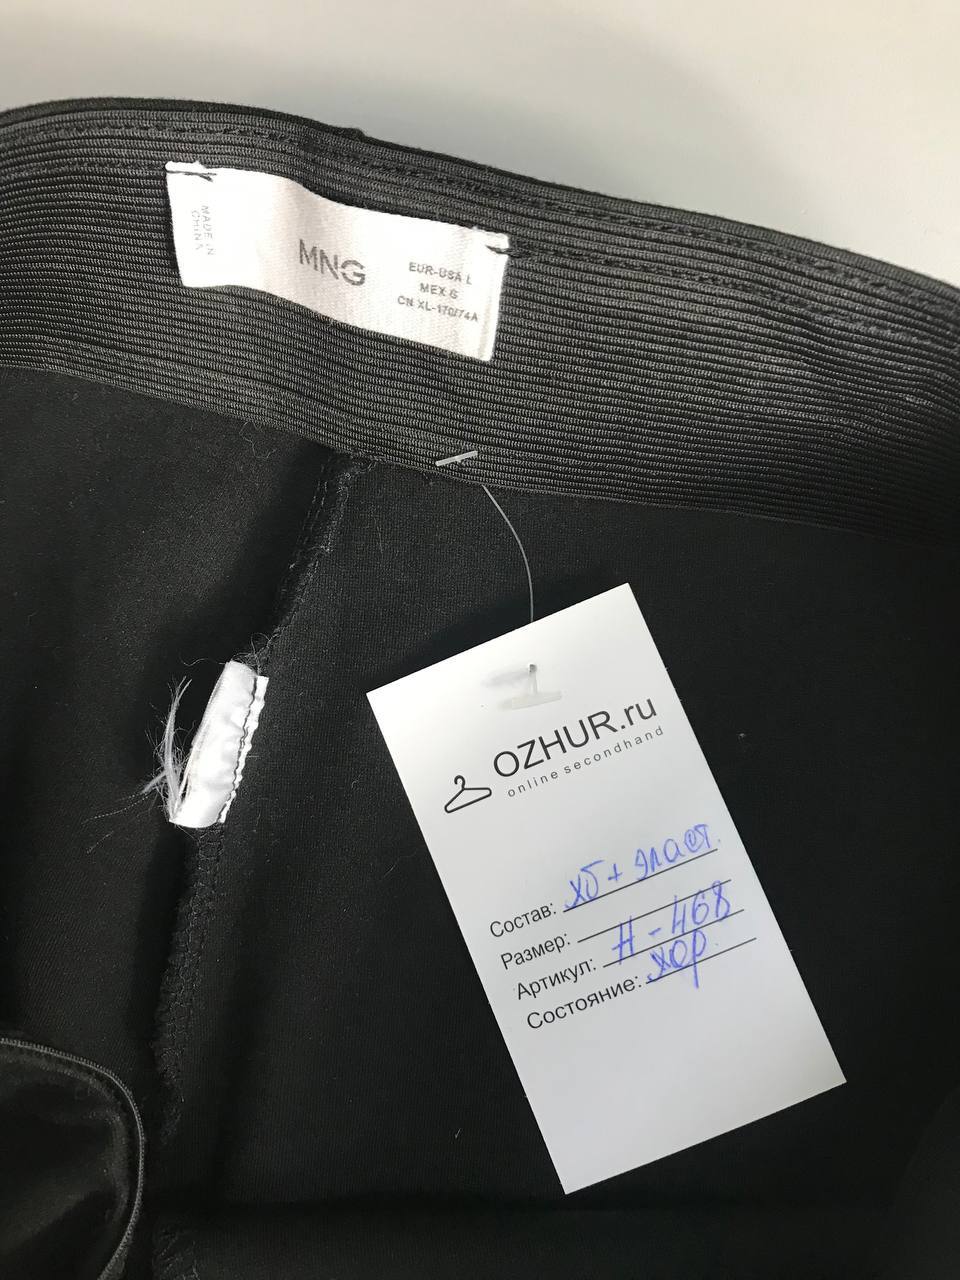 MADE IN
CHINA
MNG
EUR-USA L
MEX G
CN XL-170/74A
OZHUR.ru
online secondhand
Состав: хб + эласт.
Размер:
Артикул: Н-468
Состояние: хор.